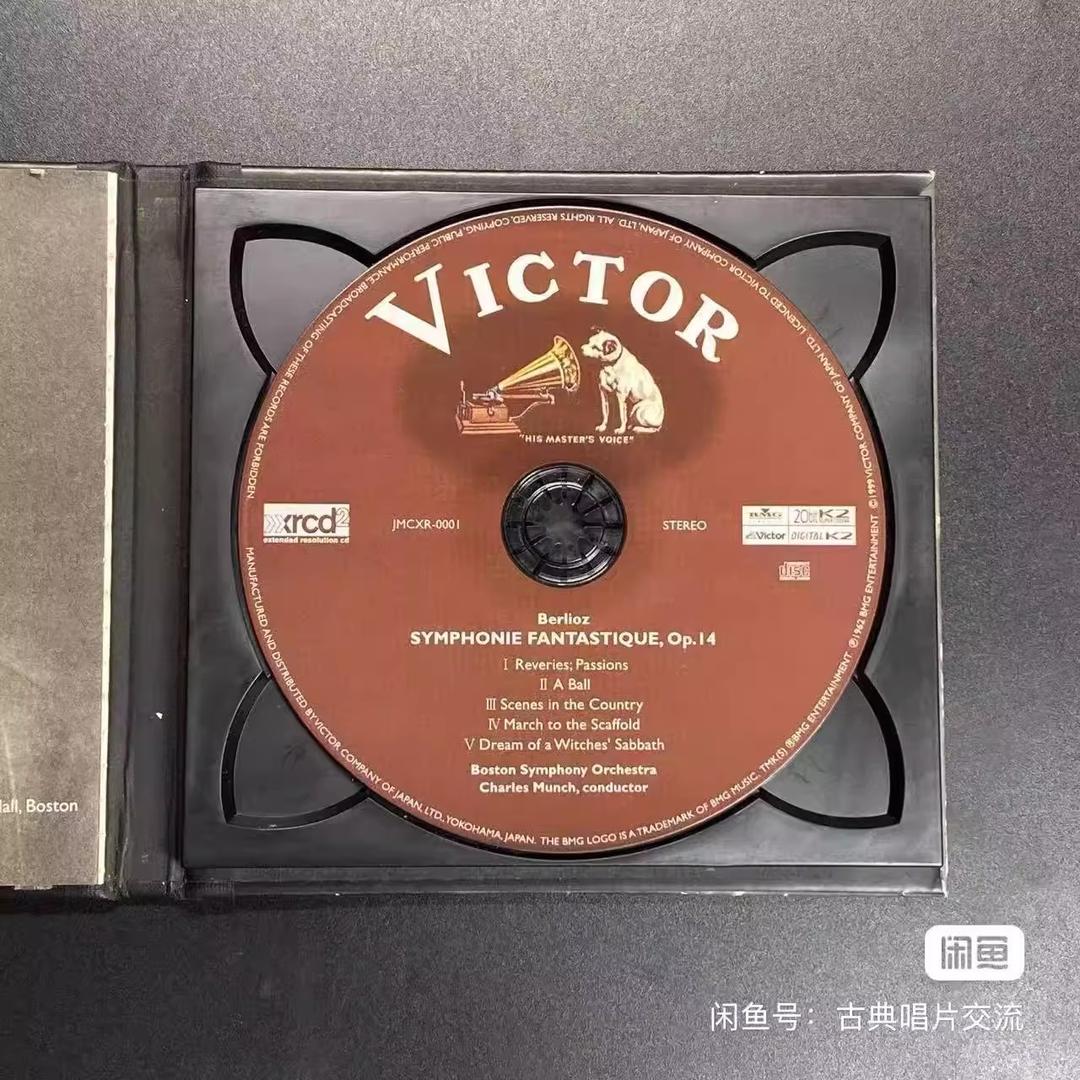 VICTOR
"HIS MASTER'S VOICE"
xrcd2
extended resolution cd
JMCXR-0001
STEREO
BMG
20bit K2
Victor
DIGITAL K2
disc
Berlioz
SYMPHONIE FANTASTIQUE, Op.14
Ⅰ Reveries; Passions
Ⅱ A Ball
Ⅲ Scenes in the Country
Ⅳ March to the Scaffold
Ⅴ Dream of a Witches' Sabbath
Boston Symphony Orchestra
Charles Munch, conductor
MANUFACTURED AND DISTRIBUTED BY VICTOR COMPANY OF JAPAN, LTD., YOKOHAMA, JAPAN. THE BMG LOGO IS A TRADEMARK OF BMG MUSIC. TMK(S) ®BMG ENTERTAINMENT. ℗1962 BMG ENTERTAINMENT ©1999 VICTOR COMPANY OF JAPAN, LTD. LICENCED TO VICTOR COMPANY OF JAPAN, LTD. ALL RIGHTS RESERVED, COPYING, PUBLIC PERFORMANCE, BROADCASTING OF THESE RECORDS ARE FORBIDDEN.
Hall, Boston
闲鱼
闲鱼号：古典唱片交流